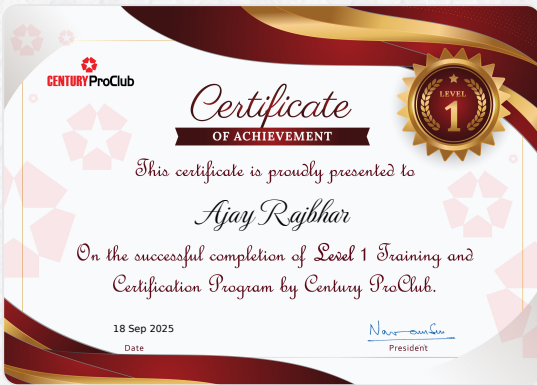 CENTURY ProClub
Certificate
OF ACHIEVEMENT
LEVEL
1
This certificate is proudly presented to
Ajay Rajbhar
On the successful completion of Level 1 Training and
Certification Program by Century ProClub.
18 Sep 2025
Date
President